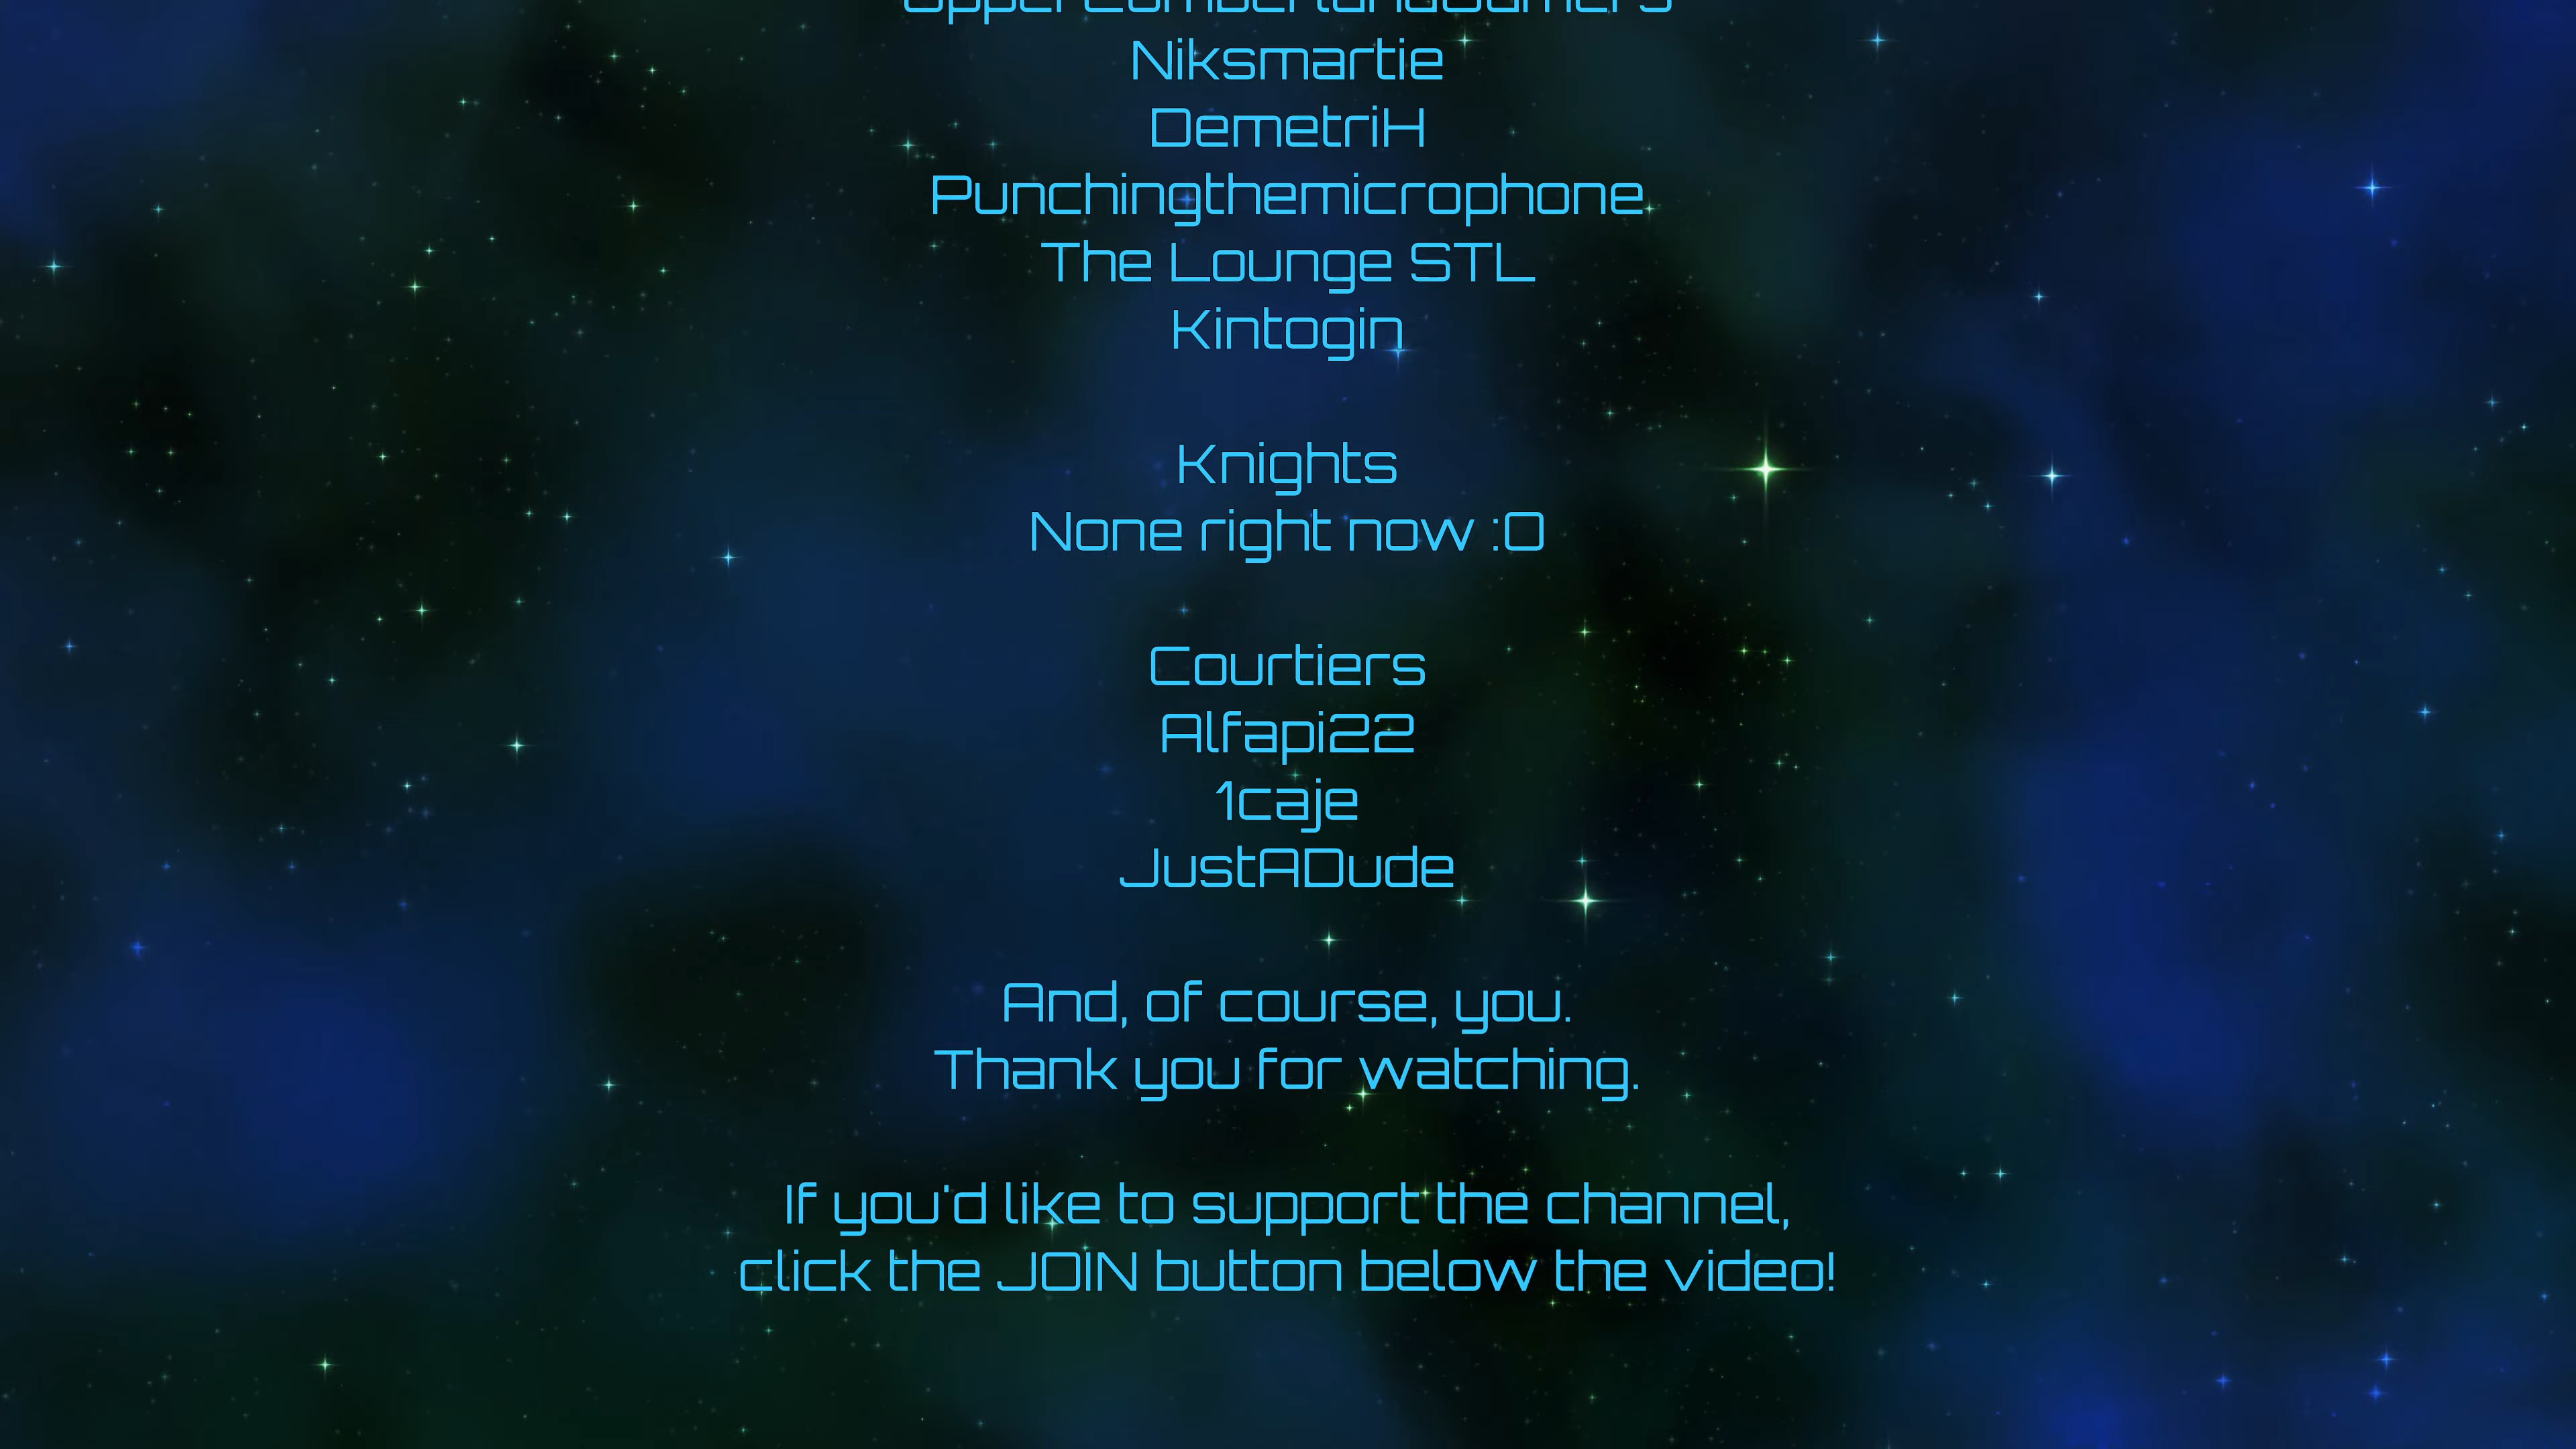 Niksmartie
DemetriH
Punchingthemicrophone
The Lounge STL
Kintogin
Knights
None right now :O
Courtiers
Alfapi22
1caje
JustADude
And, of course, you.
Thank you for watching.
If you'd like to support the channel,
click the JOIN button below the video!